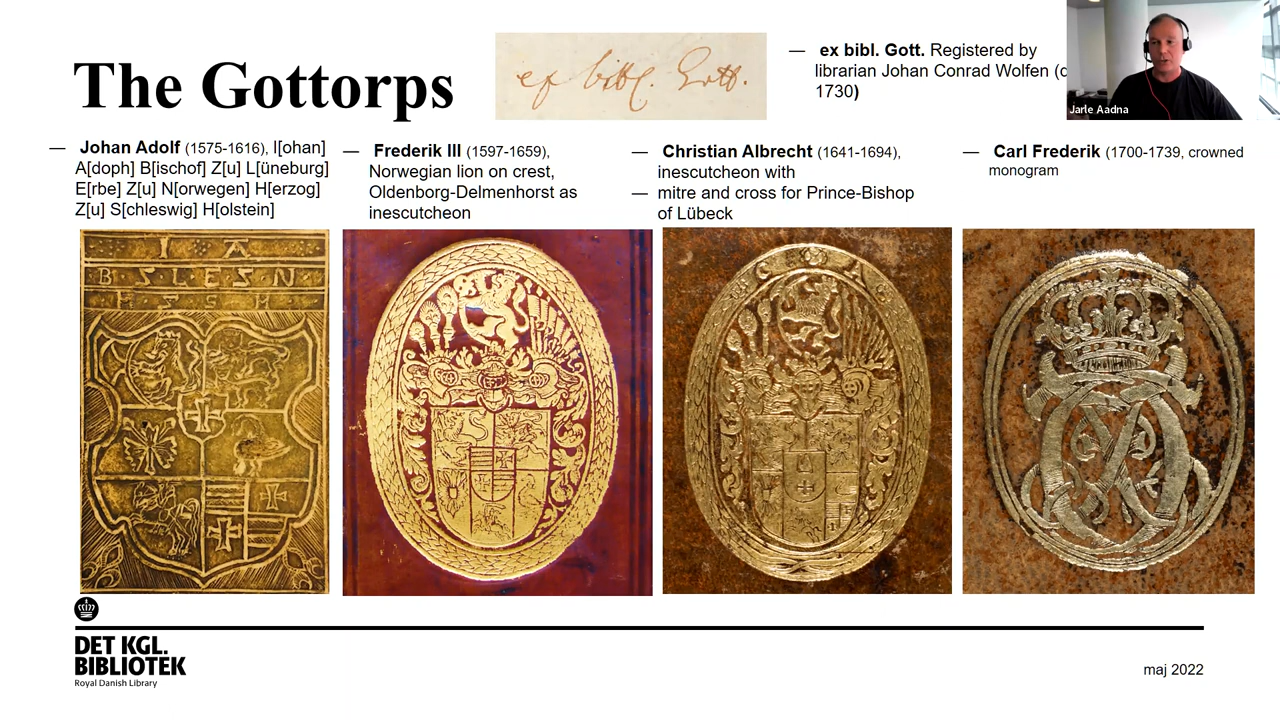 The Gottorps
ex bibl. Gott.
— ex bibl. Gott. Registered by
librarian Johan Conrad Wolfen (
1730)
Jarle Aadna
— Johan Adolf (1575-1616), I[ohan]
A[doph] B[ischof] Z[u] L[üneburg]
E[rbe] Z[u] N[orwegen] H[erzog]
Z[u] S[chleswig] H[olstein]
— Frederik III (1597-1659),
Norwegian lion on crest,
Oldenborg-Delmenhorst as
inescutcheon
— Christian Albrecht (1641-1694),
inescutcheon with
— mitre and cross for Prince-Bishop
of Lübeck
— Carl Frederik (1700-1739, crowned
monogram
I A
B·S·L·E·S·N
C A
DET KGL.
BIBLIOTEK
Royal Danish Library
maj 2022